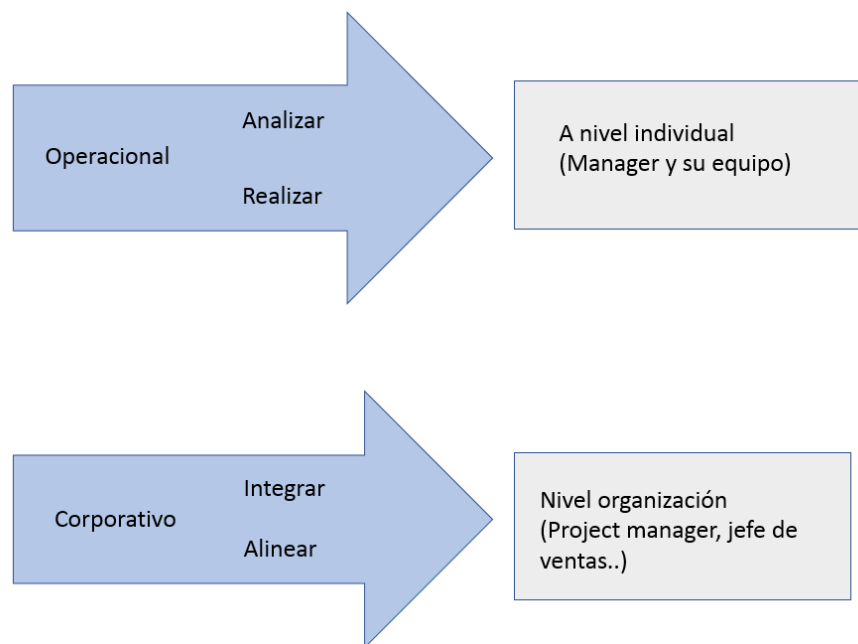 Operacional
Analizar
Realizar
A nivel individual
(Manager y su equipo)
Corporativo
Integrar
Alinear
Nivel organización
(Project manager, jefe de
ventas..)